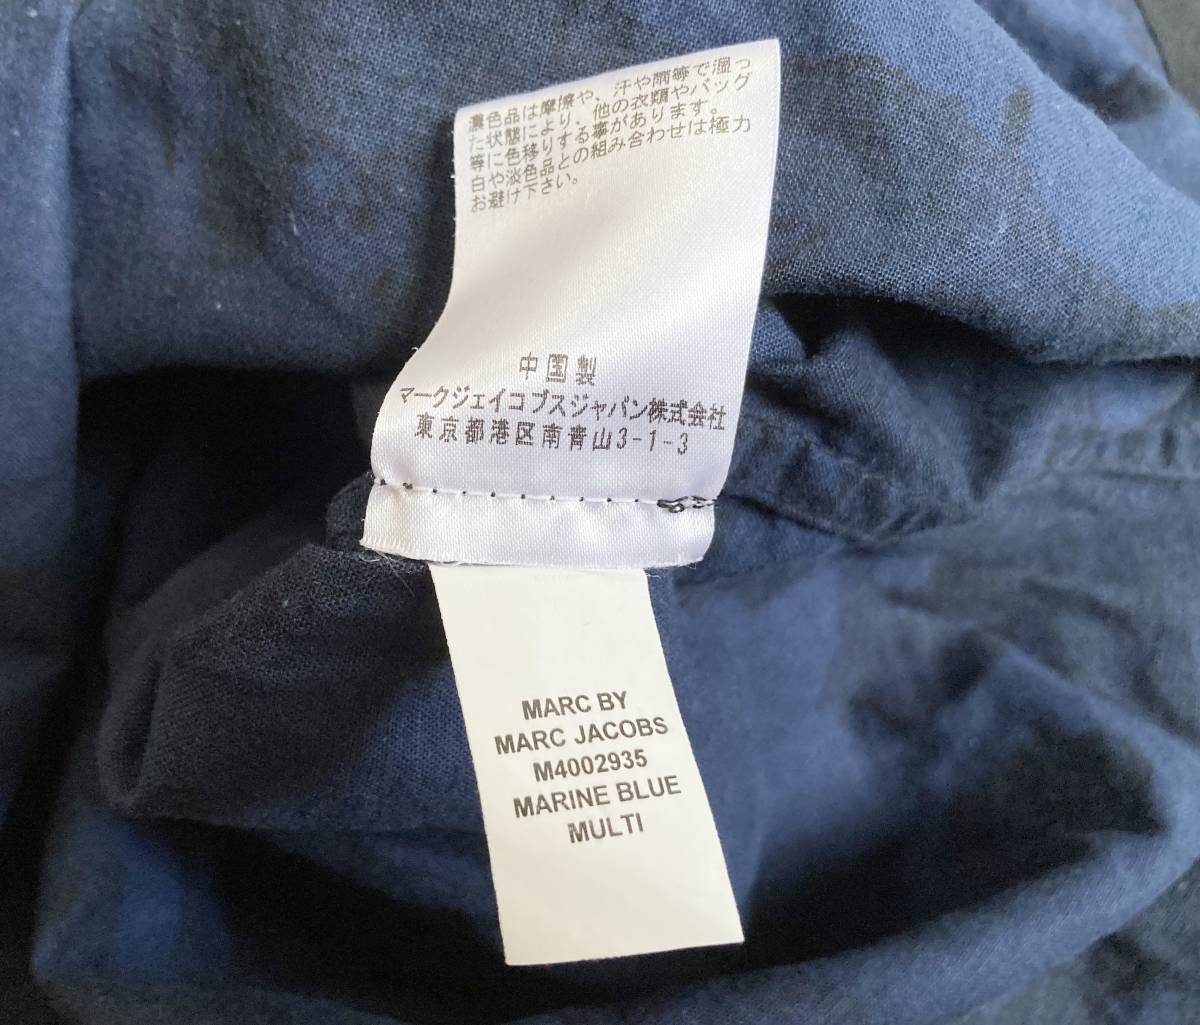 濃色品は摩擦や、汗や雨等で湿っ
た状態により、他の衣類やバッグ
等に色移りする事があります。
白や淡色品との組み合わせは極力
お避け下さい。
中国製
マークジェイコブスジャパン株式会社
東京都港区南青山3-1-3
MARC BY
MARC JACOBS
M4002935
MARINE BLUE
MULTI